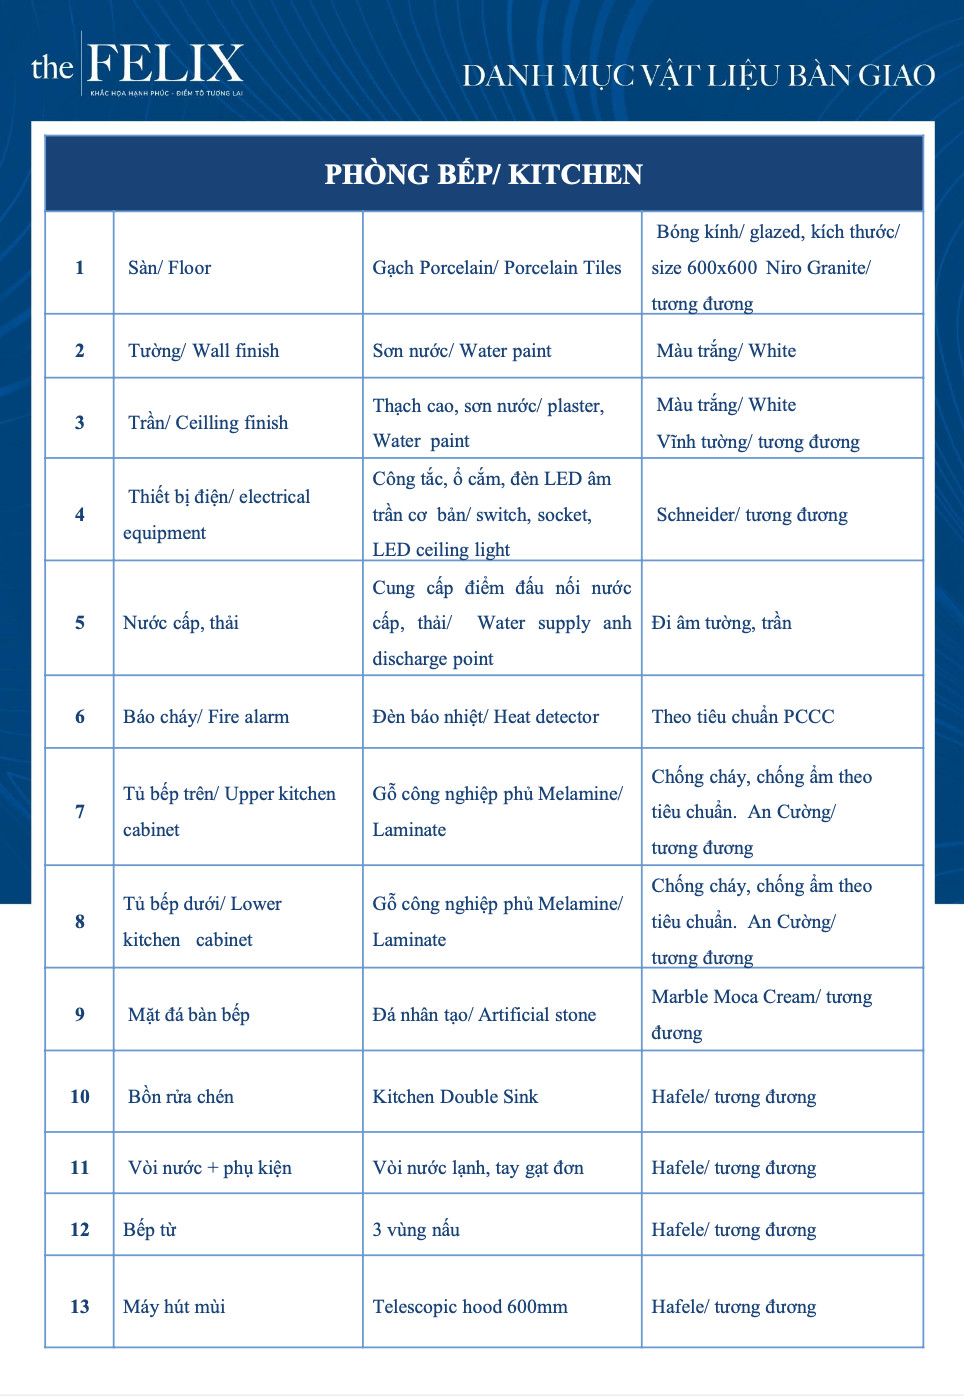 the FELIX
KHẮC HỌA HẠNH PHÚC - ĐIỂM TÔ TƯƠNG LAI
DANH MỤC VẬT LIỆU BÀN GIAO
PHÒNG BẾP/ KITCHEN
1
Sàn/ Floor
Gạch Porcelain/ Porcelain Tiles
Bóng kính/ glazed, kích thước/
size 600x600 Niro Granite/
tương đương
2
Tường/ Wall finish
Sơn nước/ Water paint
Màu trắng/ White
3
Trần/ Ceilling finish
Thạch cao, sơn nước/ plaster,
Water paint
Màu trắng/ White
Vĩnh tường/ tương đương
4
Thiết bị điện/ electrical
equipment
Công tắc, ổ cắm, đèn LED âm
trần cơ bản/ switch, socket,
LED ceiling light
Schneider/ tương đương
5
Nước cấp, thải
Cung cấp điểm đấu nối nước
cấp, thải/ Water supply anh
discharge point
Đi âm tường, trần
6
Báo cháy/ Fire alarm
Đèn báo nhiệt/ Heat detector
Theo tiêu chuẩn PCCC
7
Tủ bếp trên/ Upper kitchen
cabinet
Gỗ công nghiệp phủ Melamine/
Laminate
Chống cháy, chống ẩm theo
tiêu chuẩn. An Cường/
tương đương
8
Tủ bếp dưới/ Lower
kitchen cabinet
Gỗ công nghiệp phủ Melamine/
Laminate
Chống cháy, chống ẩm theo
tiêu chuẩn. An Cường/
tương đương
9
Mặt đá bàn bếp
Đá nhân tạo/ Artificial stone
Marble Moca Cream/ tương
đương
10
Bồn rửa chén
Kitchen Double Sink
Hafele/ tương đương
11
Vòi nước + phụ kiện
Vòi nước lạnh, tay gạt đơn
Hafele/ tương đương
12
Bếp từ
3 vùng nấu
Hafele/ tương đương
13
Máy hút mùi
Telescopic hood 600mm
Hafele/ tương đương